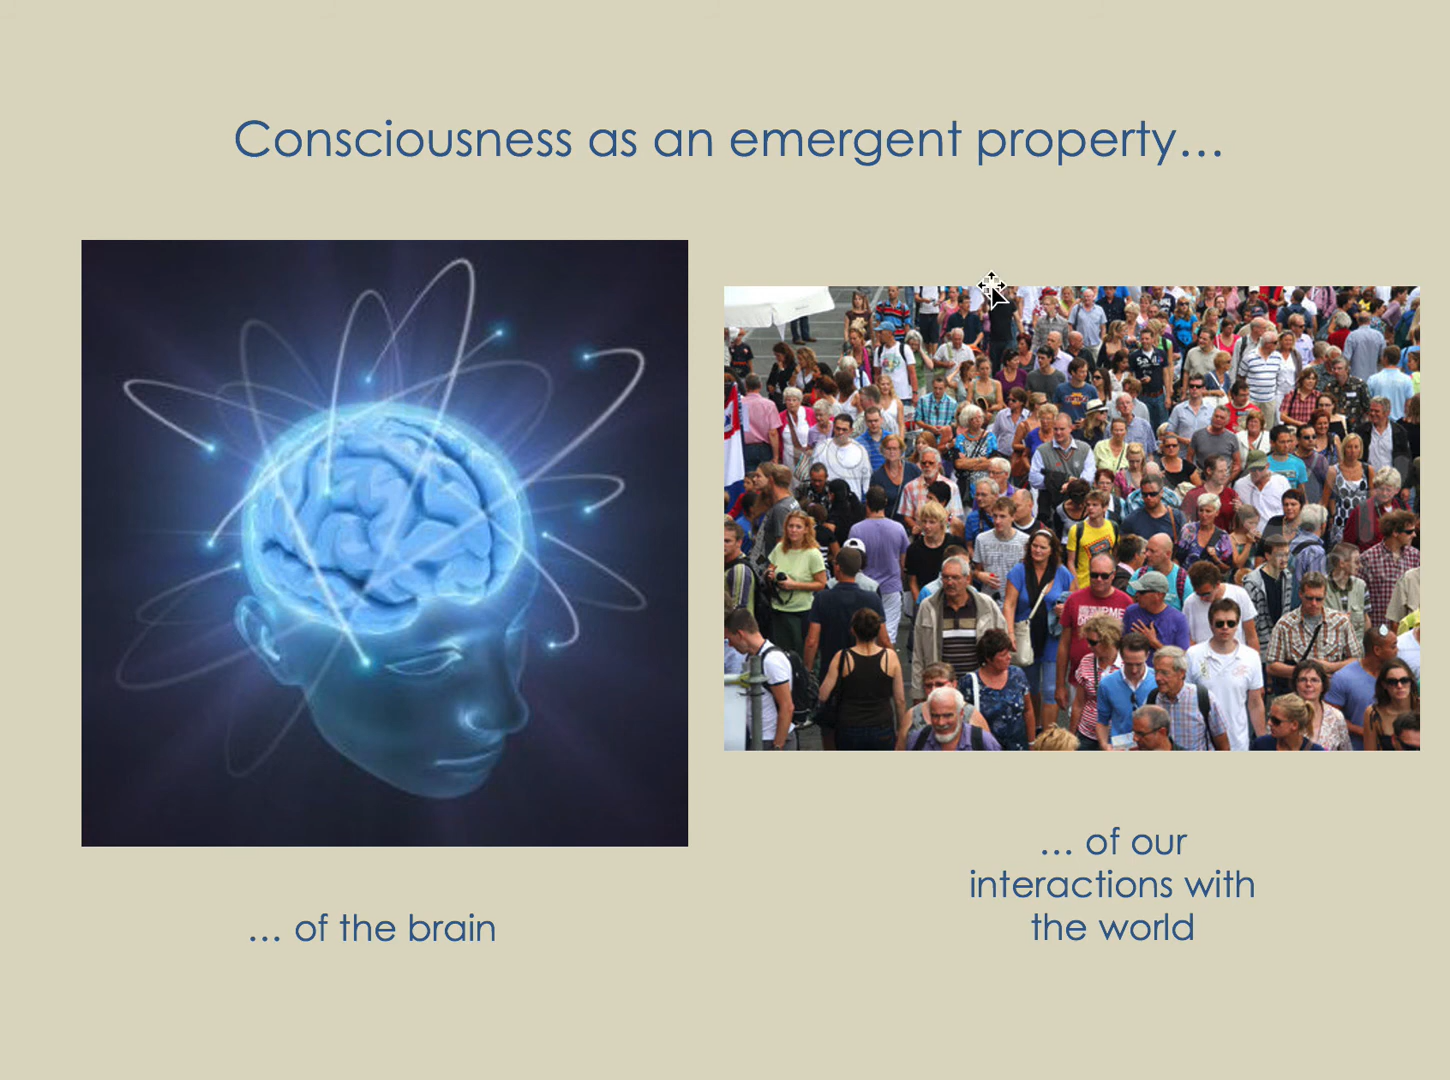 Consciousness as an emergent property…
… of the brain
… of our
interactions with
the world